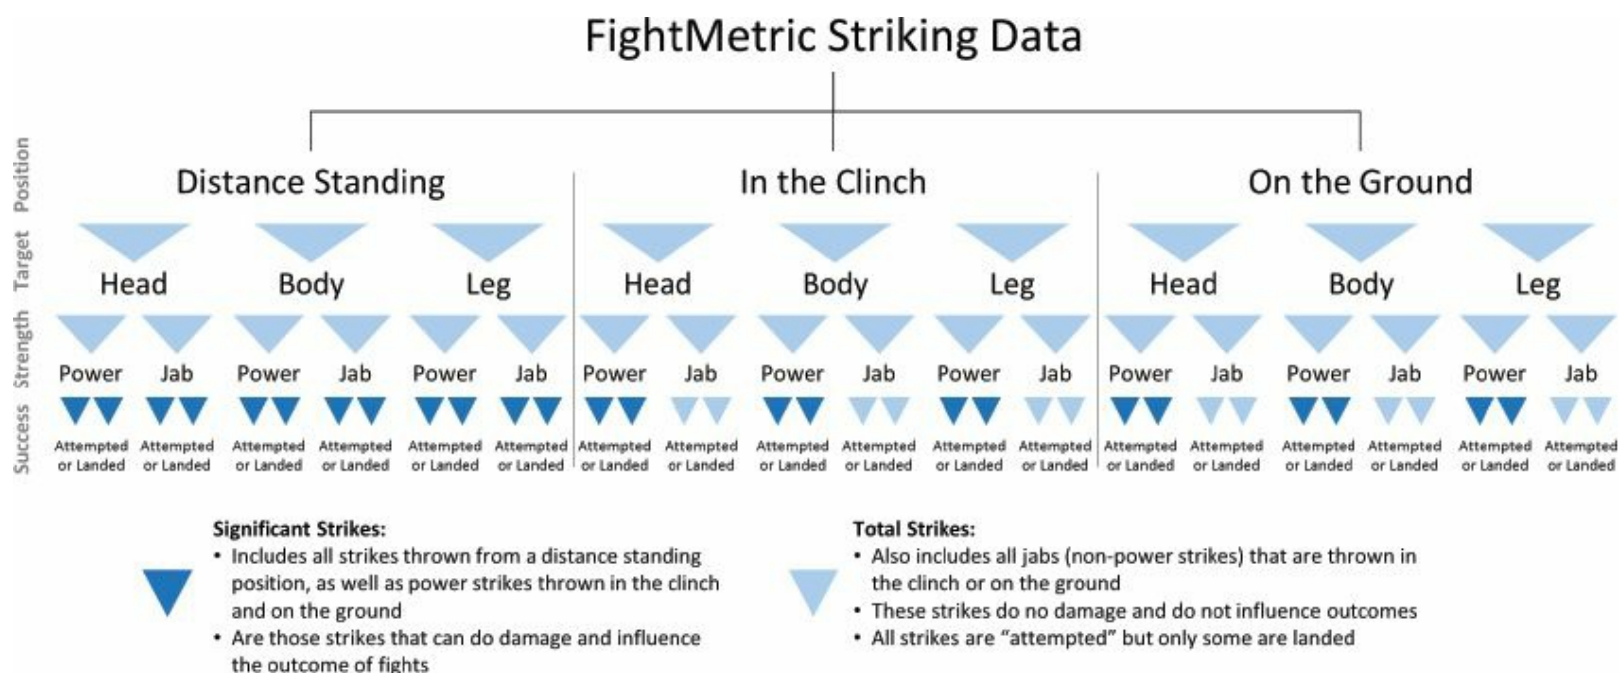 FightMetric Striking Data
Position
Distance Standing
In the Clinch
On the Ground
Target
Head Body Leg Head Body Leg Head Body Leg
Strength
Power Jab Power Jab Power Jab Power Jab Power Jab Power Jab Power Jab Power Jab Power Jab
Success
Attempted Attempted Attempted Attempted Attempted Attempted Attempted Attempted Attempted Attempted Attempted Attempted Attempted Attempted Attempted Attempted Attempted Attempted
or Landed or Landed or Landed or Landed or Landed or Landed or Landed or Landed or Landed or Landed or Landed or Landed or Landed or Landed or Landed or Landed or Landed or Landed
Significant Strikes:
• Includes all strikes thrown from a distance standing
position, as well as power strikes thrown in the clinch
and on the ground
• Are those strikes that can do damage and influence
the outcome of fights
Total Strikes:
• Also includes all jabs (non-power strikes) that are thrown in
the clinch or on the ground
• These strikes do no damage and do not influence outcomes
• All strikes are “attempted” but only some are landed